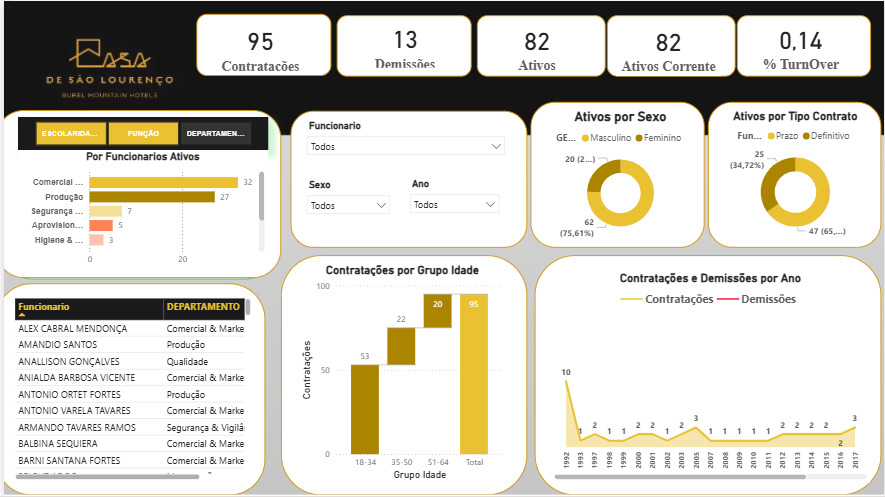 CASA
DE SÃO LOURENÇO
BUREL MOUNTAIN HOTELS
95
Contratações
13
Demissões
82
Ativos
82
Ativos Corrente
0,14
% TurnOver
ESCOLARIDA...
FUNÇÃO
DEPARTAMEN...
Por Funcionarios Ativos
Comercial ...
32
Produção
27
Segurança ...
7
Aprovision...
5
Higiene & ...
3
0
20
Funcionario
Todos
Sexo
Ano
Todos
Todos
Ativos por Sexo
GE...
Masculino
Feminino
20 (2...)
62
(75,61%)
Ativos por Tipo Contrato
Fun...
Prazo
Definitivo
25
(34,72%)
47 (65,...)
Funcionario
DEPARTAMENTO
ALEX CABRAL MENDONÇA
Comercial & Marke
AMANDIO SANTOS
Produção
ANALLISON GONÇALVES
Qualidade
ANIALDA BARBOSA VICENTE
Comercial & Marke
ANTONIO ORTET FORTES
Produção
ANTONIO VARELA TAVARES
Comercial & Marke
ARMANDO TAVARES RAMOS
Segurança & Vigilâ
BALBINA SEQUIERA
Comercial & Marke
BARNI SANTANA FORTES
Comercial & Marke
Contratações por Grupo Idade
Contratações
100
50
0
53
22
20
95
18-34
35-50
51-64
Total
Grupo Idade
Contratações e Demissões por Ano
Contratações
Demissões
10
1
2
1
1
1
2
2
1
2
3
1
1
1
1
1
2
2
2
2
2
3
1992
1993
1997
1998
1999
2000
2001
2002
2003
2005
2007
2008
2009
2010
2011
2012
2013
2014
2015
2016
2017